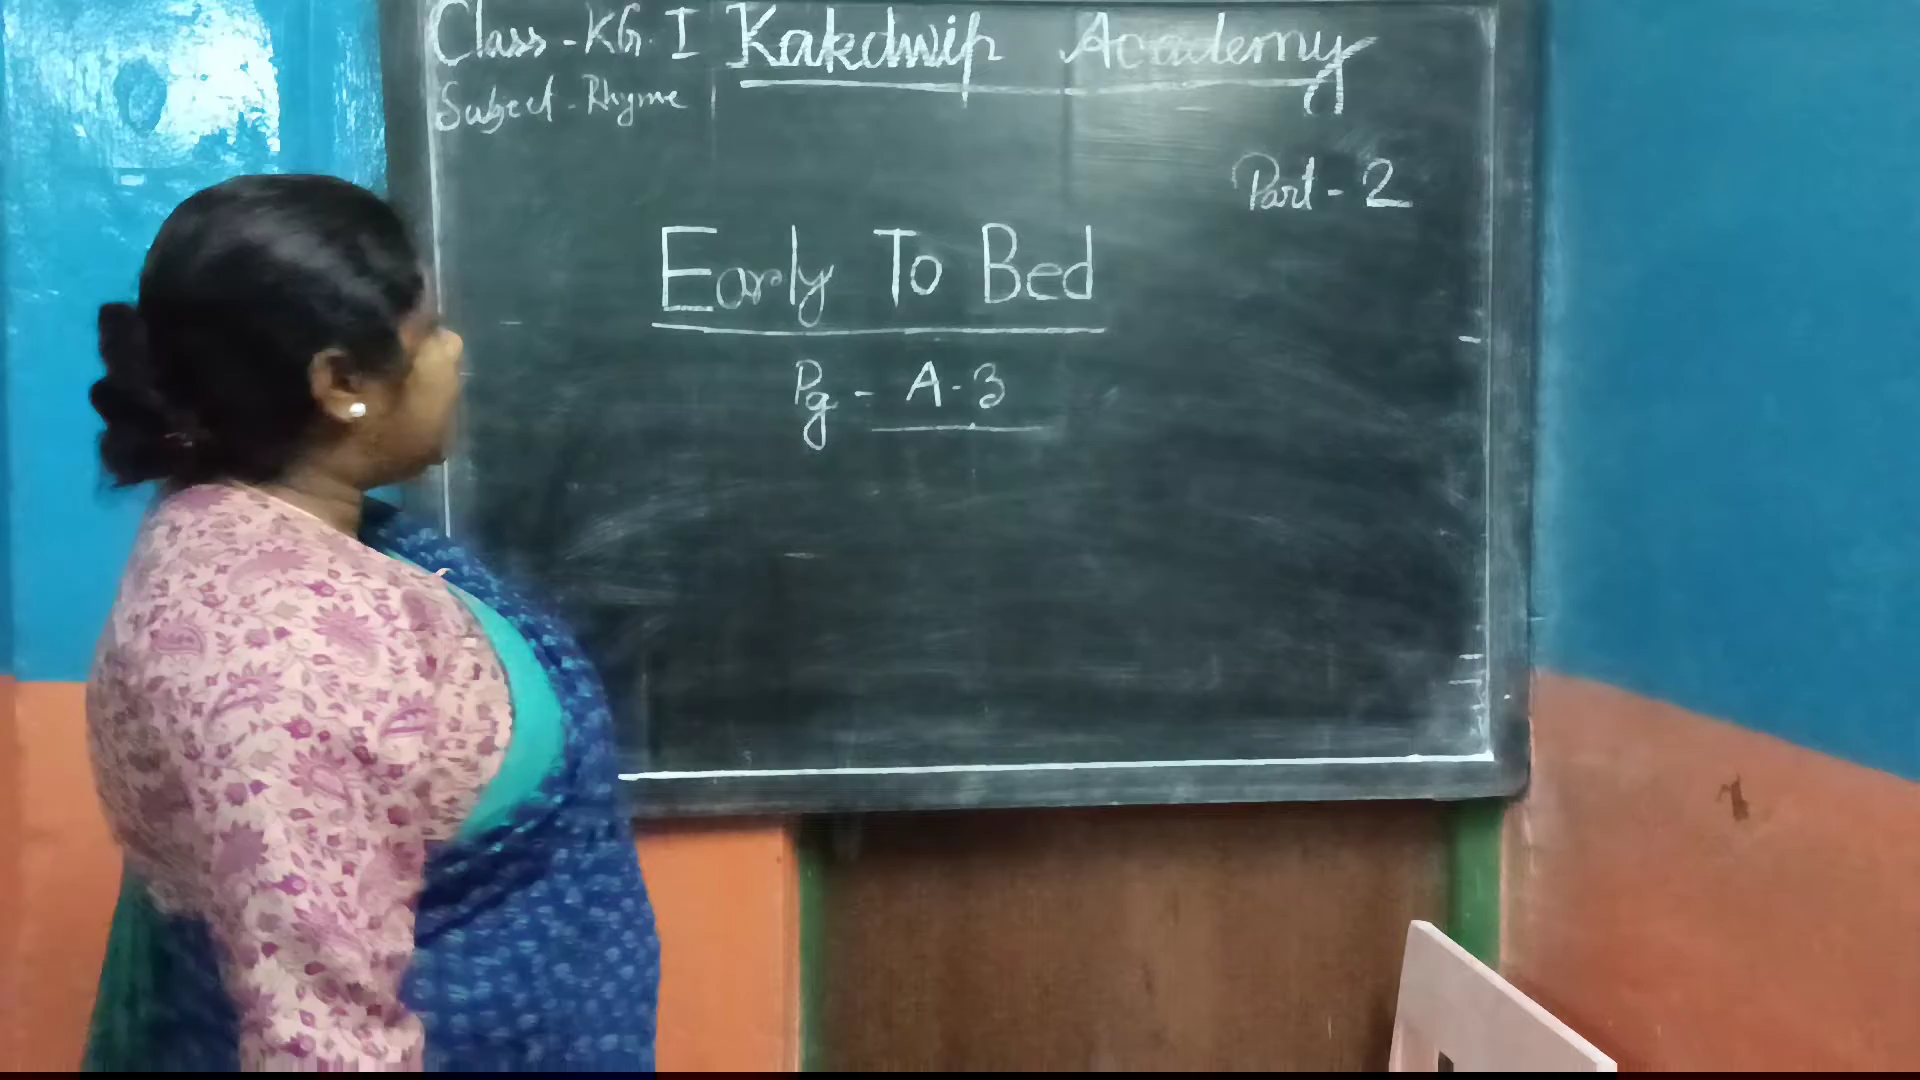 Class - KG. I Kakdwip Academy
Subject - Rhyme
Part - 2
Early To Bed
Pg - A-3